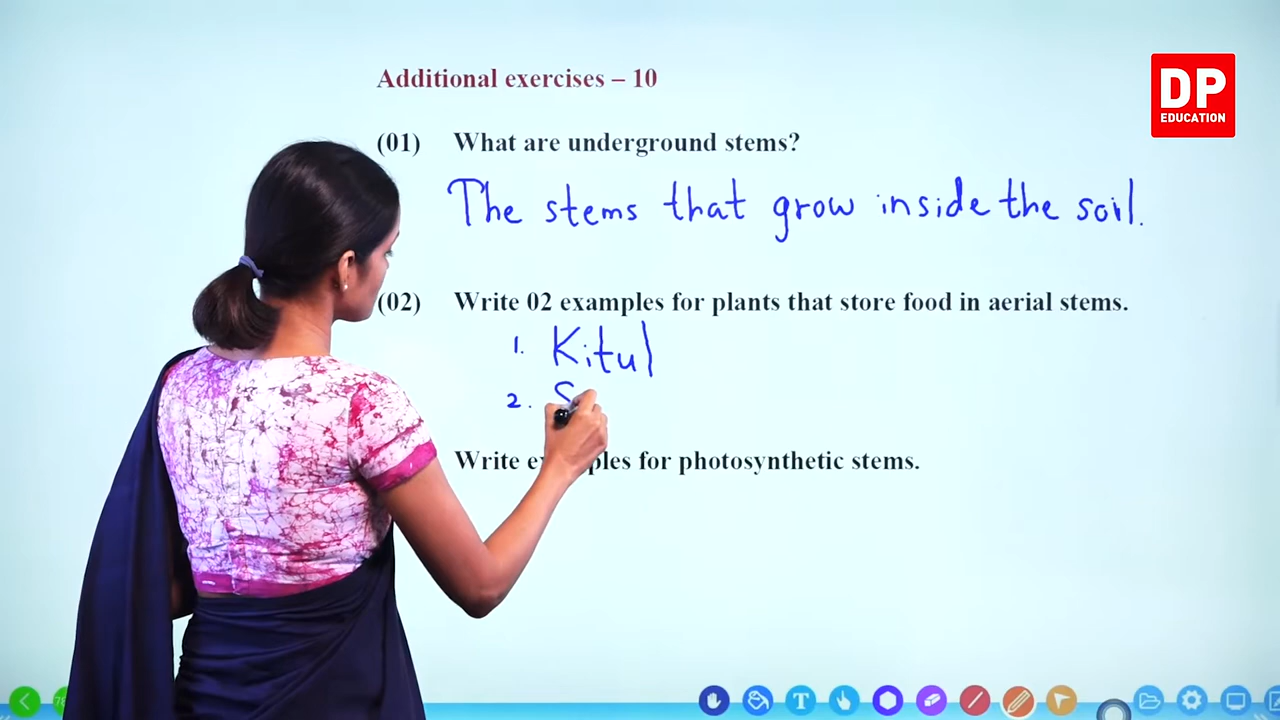 DP
EDUCATION
Additional exercises – 10
(01) What are underground stems?
The stems that grow inside the soil.
(02) Write 02 examples for plants that store food in aerial stems.
1. Kitul
2. S
Write for photosynthetic stems.